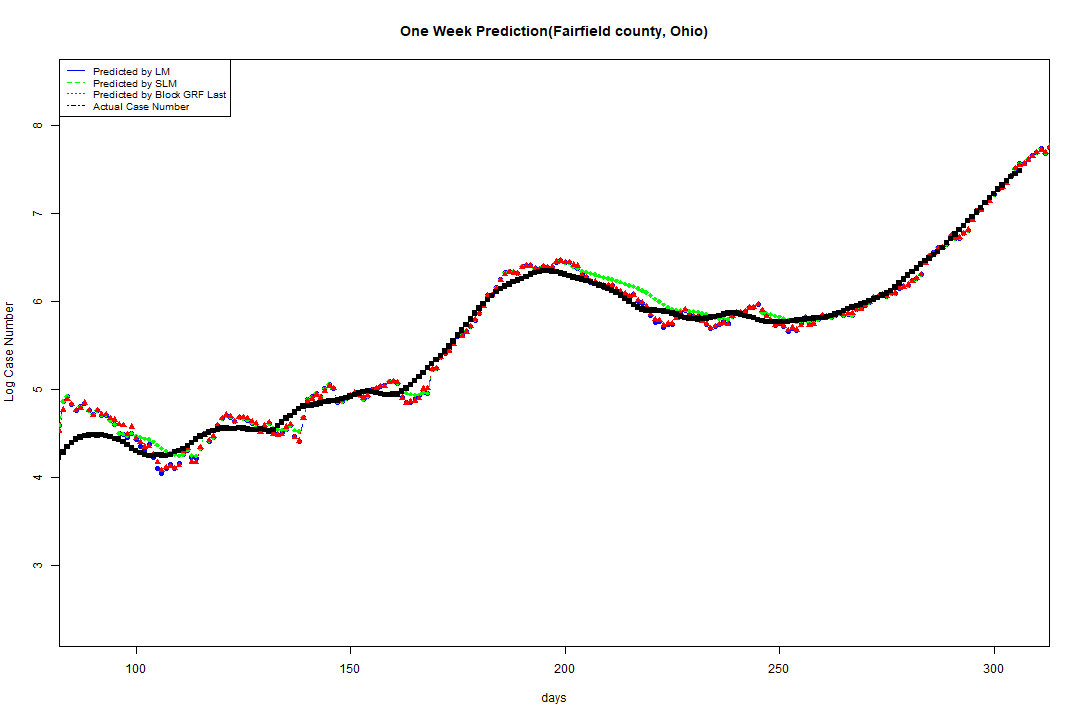 One Week Prediction(Fairfield county, Ohio)
Predicted by LM
Predicted by SLM
Predicted by Block GRF Last
Actual Case Number
8
7
6
5
4
3
Log Case Number
100 150 200 250 300
days